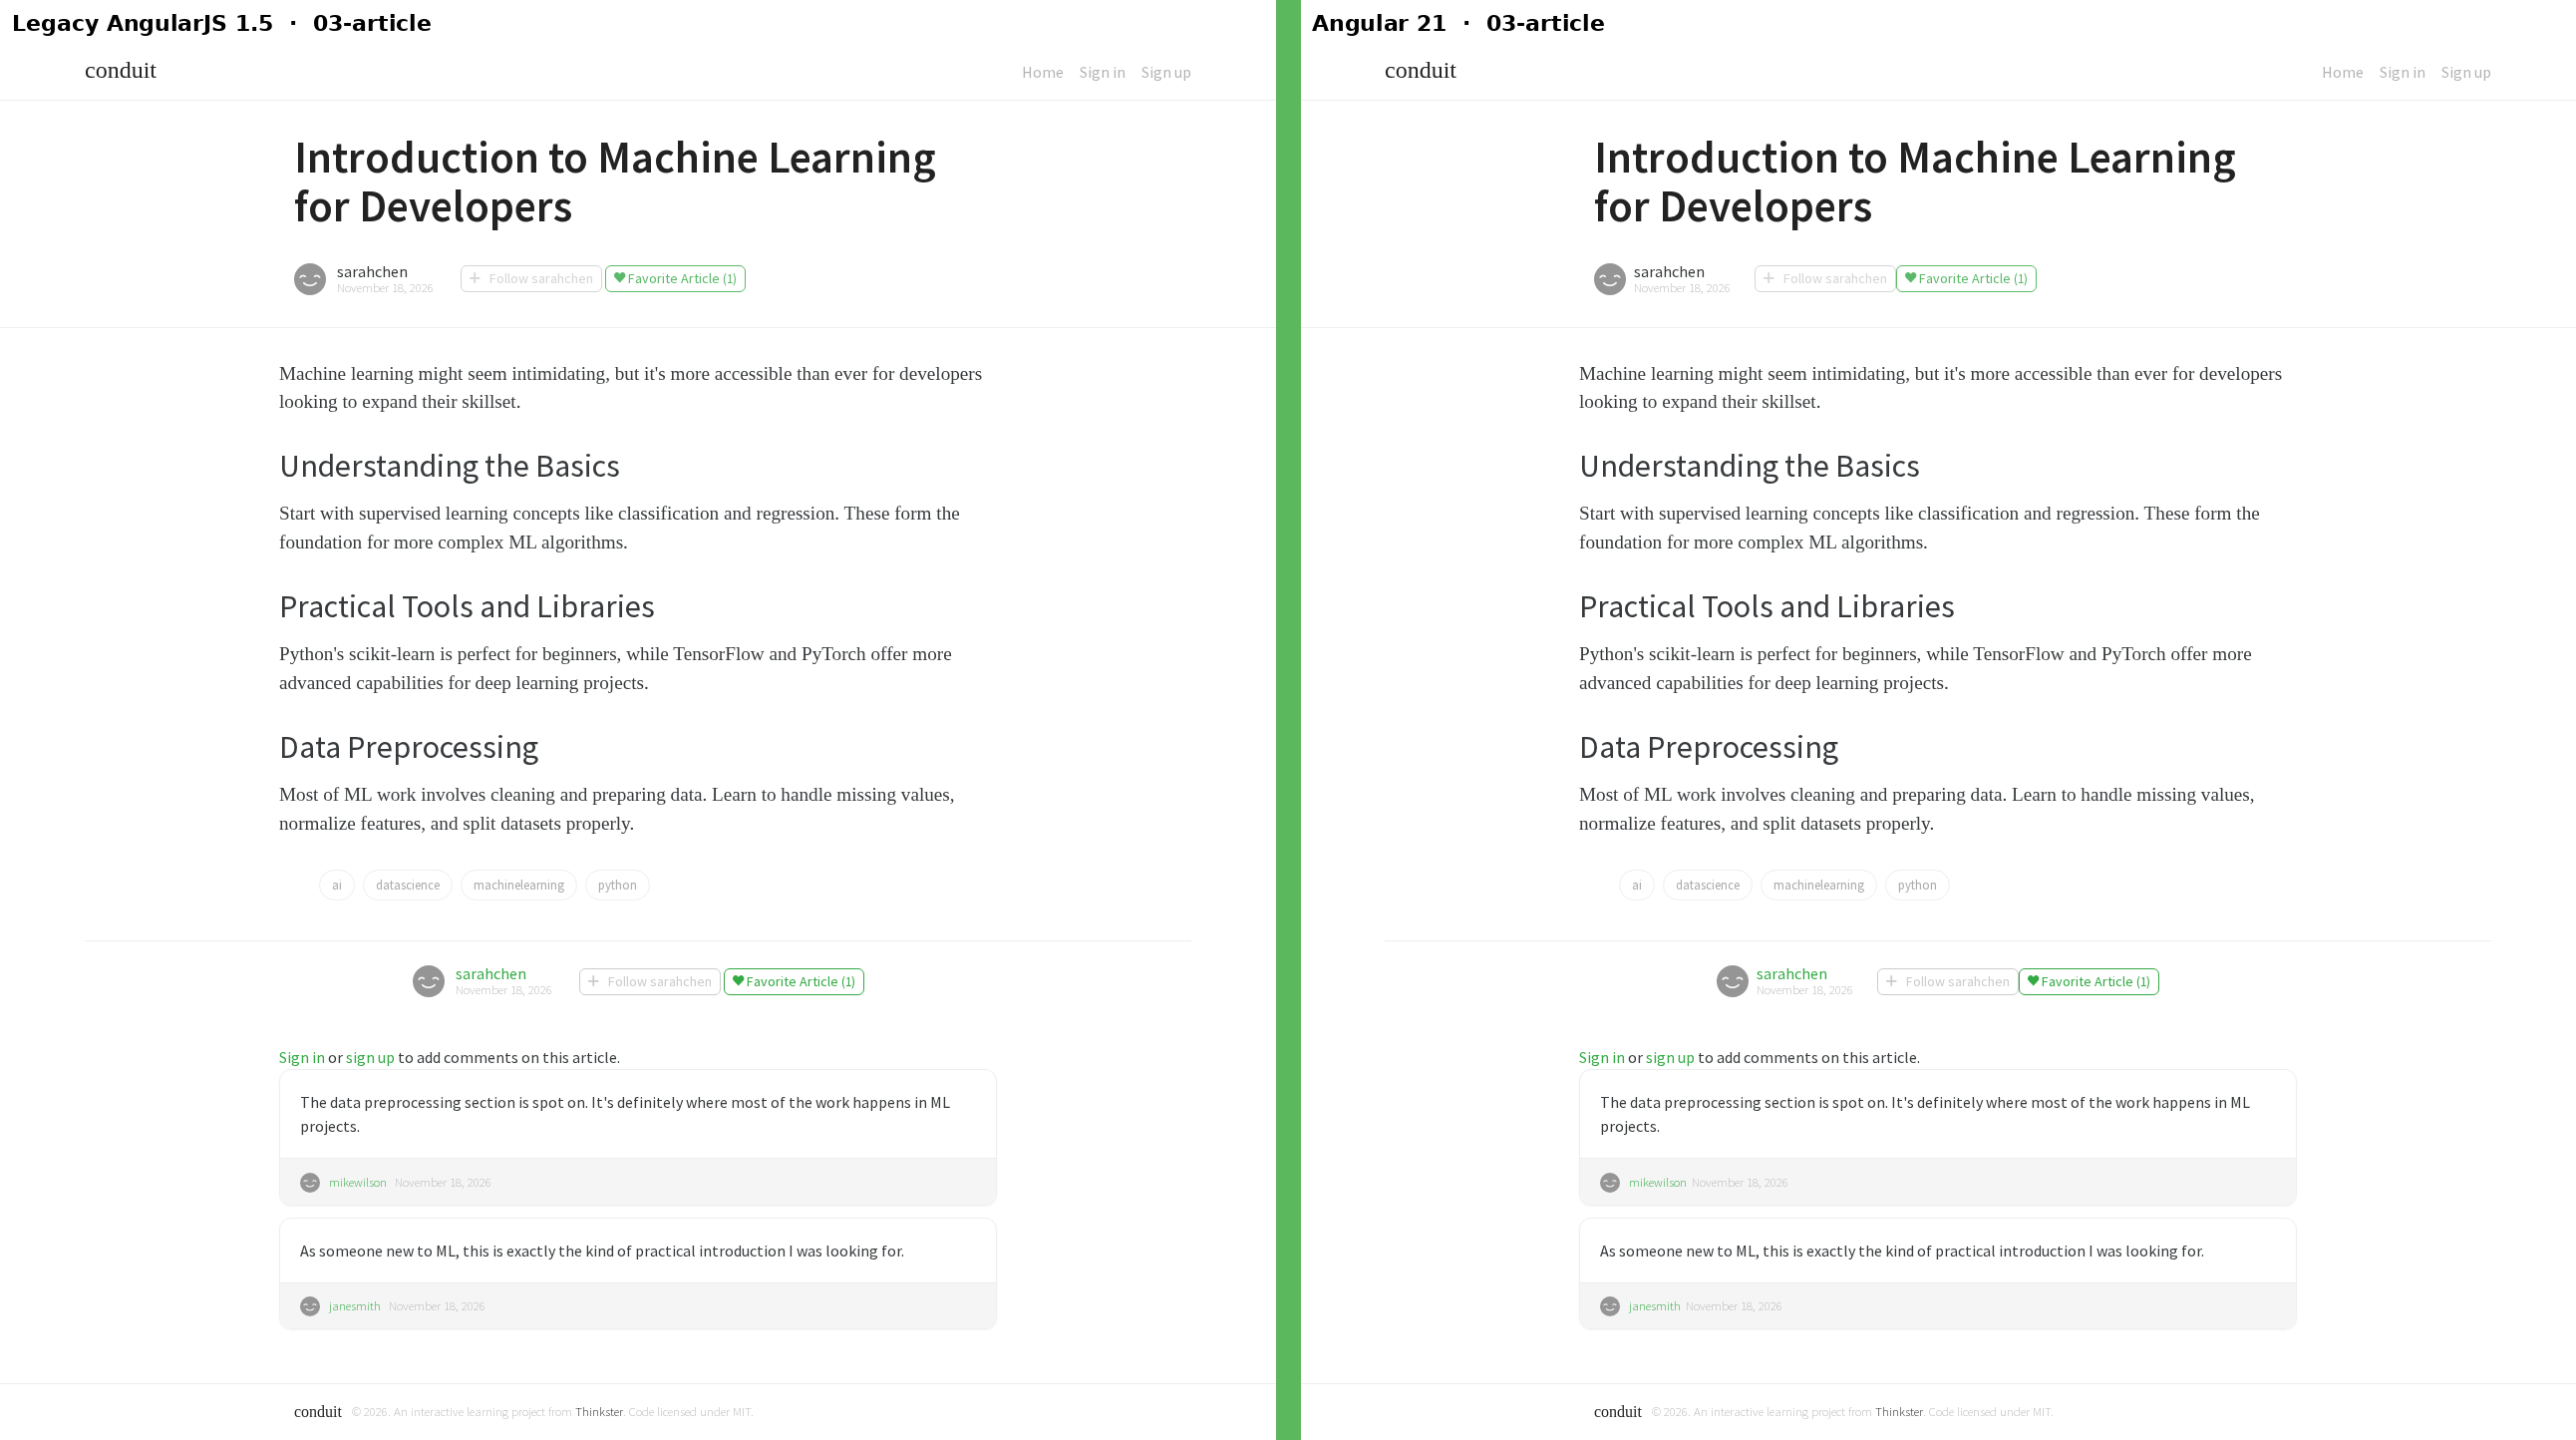 Legacy AngularJS 1.5 · 03-article
conduit
Home Sign in Sign up
Introduction to Machine Learning
for Developers
sarahchen
November 18, 2026
Follow sarahchen
Favorite Article (1)
Machine learning might seem intimidating, but it's more accessible than ever for developers
looking to expand their skillset.
Understanding the Basics
Start with supervised learning concepts like classification and regression. These form the
foundation for more complex ML algorithms.
Practical Tools and Libraries
Python's scikit-learn is perfect for beginners, while TensorFlow and PyTorch offer more
advanced capabilities for deep learning projects.
Data Preprocessing
Most of ML work involves cleaning and preparing data. Learn to handle missing values,
normalize features, and split datasets properly.
ai datascience machinelearning python
sarahchen
November 18, 2026
Follow sarahchen
Favorite Article (1)
Sign in or sign up to add comments on this article.
The data preprocessing section is spot on. It's definitely where most of the work happens in ML
projects.
mikewilson November 18, 2026
As someone new to ML, this is exactly the kind of practical introduction I was looking for.
janesmith November 18, 2026
conduit © 2026. An interactive learning project from Thinkster. Code licensed under MIT.
Angular 21 · 03-article
conduit
Home Sign in Sign up
Introduction to Machine Learning
for Developers
sarahchen
November 18, 2026
Follow sarahchen
Favorite Article (1)
Machine learning might seem intimidating, but it's more accessible than ever for developers
looking to expand their skillset.
Understanding the Basics
Start with supervised learning concepts like classification and regression. These form the
foundation for more complex ML algorithms.
Practical Tools and Libraries
Python's scikit-learn is perfect for beginners, while TensorFlow and PyTorch offer more
advanced capabilities for deep learning projects.
Data Preprocessing
Most of ML work involves cleaning and preparing data. Learn to handle missing values,
normalize features, and split datasets properly.
ai datascience machinelearning python
sarahchen
November 18, 2026
Follow sarahchen
Favorite Article (1)
Sign in or sign up to add comments on this article.
The data preprocessing section is spot on. It's definitely where most of the work happens in ML
projects.
mikewilson November 18, 2026
As someone new to ML, this is exactly the kind of practical introduction I was looking for.
janesmith November 18, 2026
conduit © 2026. An interactive learning project from Thinkster. Code licensed under MIT.